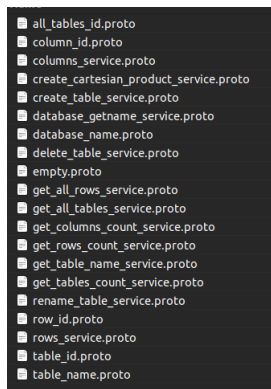 all_tables_id.proto
column_id.proto
columns_service.proto
create_cartesian_product_service.proto
create_table_service.proto
database_getname_service.proto
database_name.proto
delete_table_service.proto
empty.proto
get_all_rows_service.proto
get_all_tables_service.proto
get_columns_count_service.proto
get_rows_count_service.proto
get_table_name_service.proto
get_tables_count_service.proto
rename_table_service.proto
row_id.proto
rows_service.proto
table_id.proto
table_name.proto